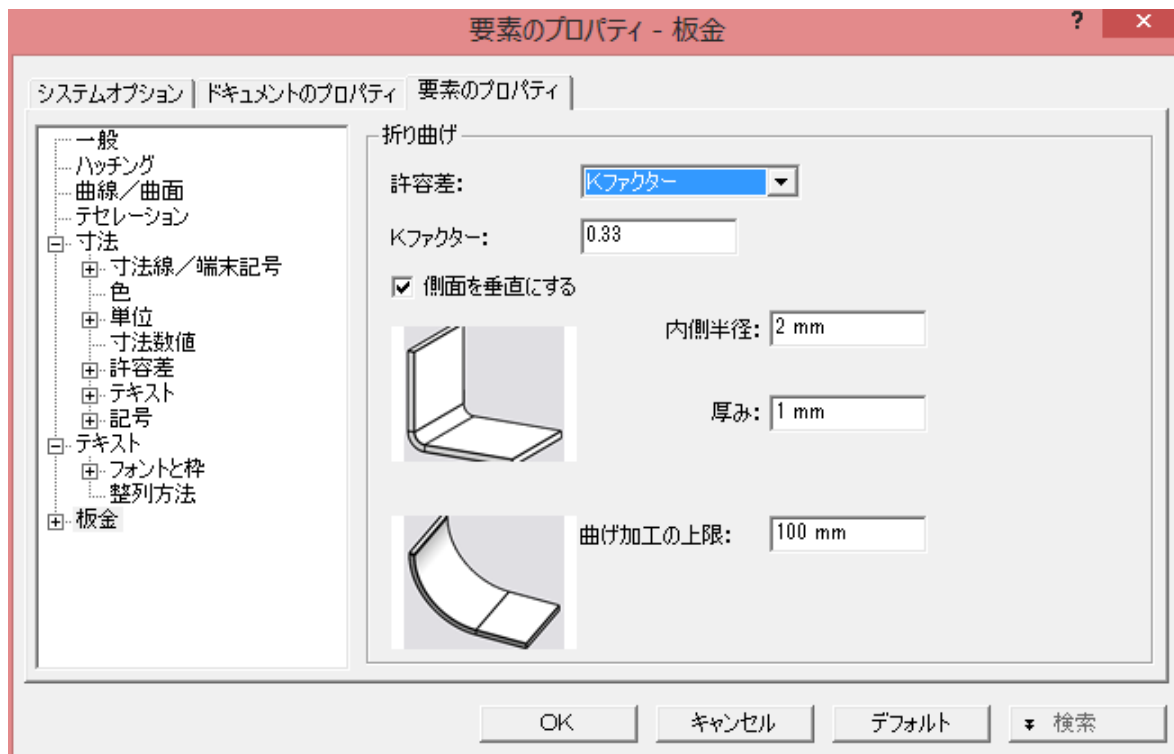 要素のプロパティ - 板金
?
×
システムオプション
ドキュメントのプロパティ
要素のプロパティ
一般
ハッチング
曲線／曲面
テセレーション
寸法
寸法線／端末記号
色
単位
寸法数値
許容差
テキスト
記号
テキスト
フォントと枠
整列方法
板金
折り曲げ
許容差: Kファクター
Kファクター: 0.33
側面を垂直にする
内側半径: 2 mm
厚み: 1 mm
曲げ加工の上限: 100 mm
OK
キャンセル
デフォルト
検索